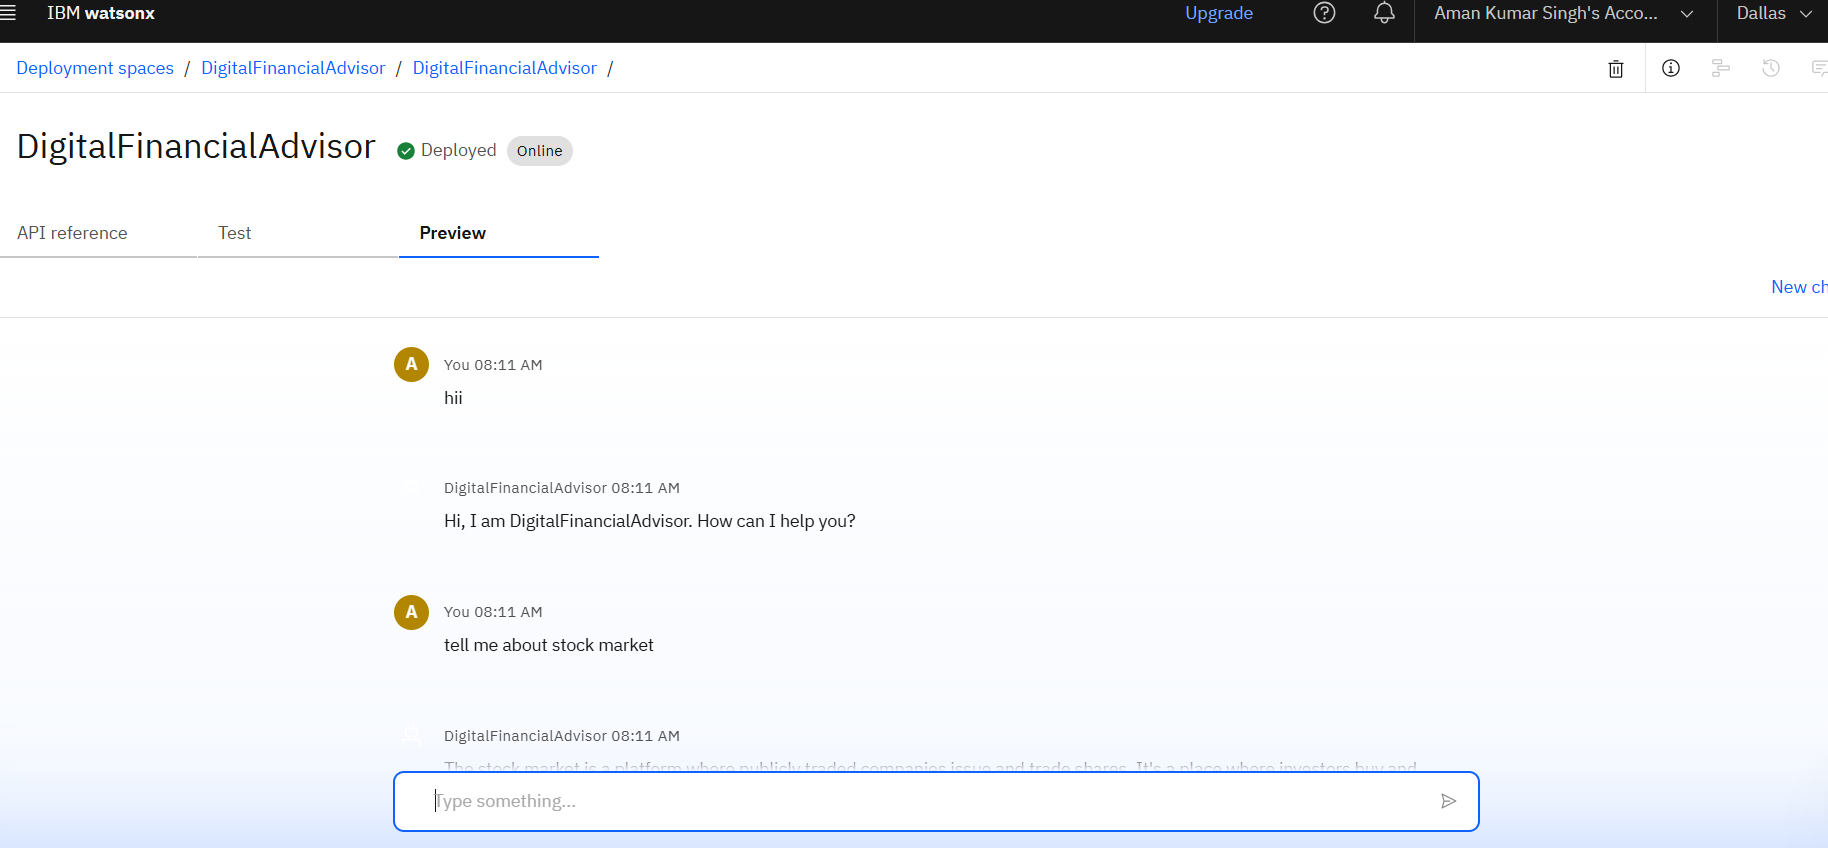 IBM watsonx
Upgrade
Aman Kumar Singh's Acco...
Dallas
Deployment spaces / DigitalFinancialAdvisor / DigitalFinancialAdvisor /
DigitalFinancialAdvisor
Deployed
Online
API reference
Test
Preview
New ch
A
You 08:11 AM
hii
DigitalFinancialAdvisor 08:11 AM
Hi, I am DigitalFinancialAdvisor. How can I help you?
A
You 08:11 AM
tell me about stock market
DigitalFinancialAdvisor 08:11 AM
The stock market is a platform where publicly traded companies issue and trade shares. It's a place where investors buy and
Type something...